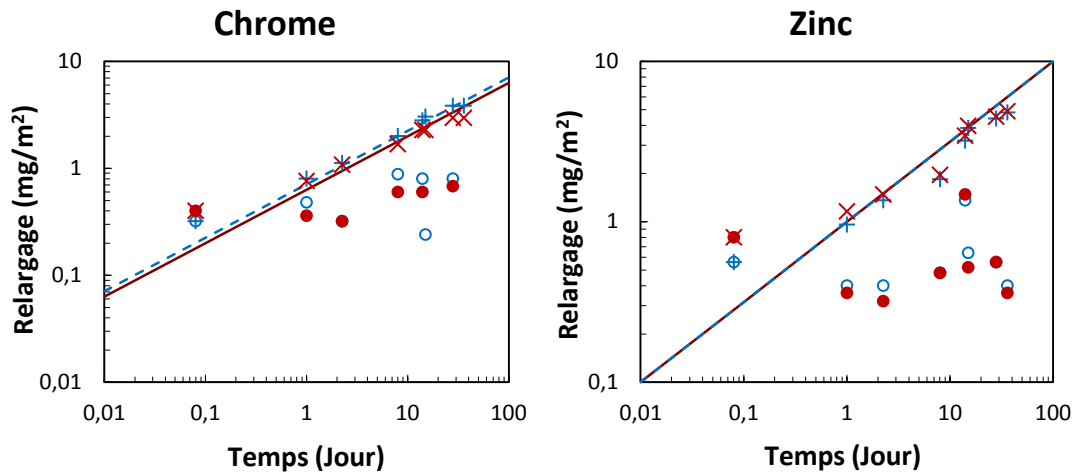 Chrome
Relargage (mg/m²)
10
1
0,1
0,01
0,01 0,1 1 10 100
Temps (Jour)
Zinc
Relargage (mg/m²)
10
1
0,1
0,01 0,1 1 10 100
Temps (Jour)